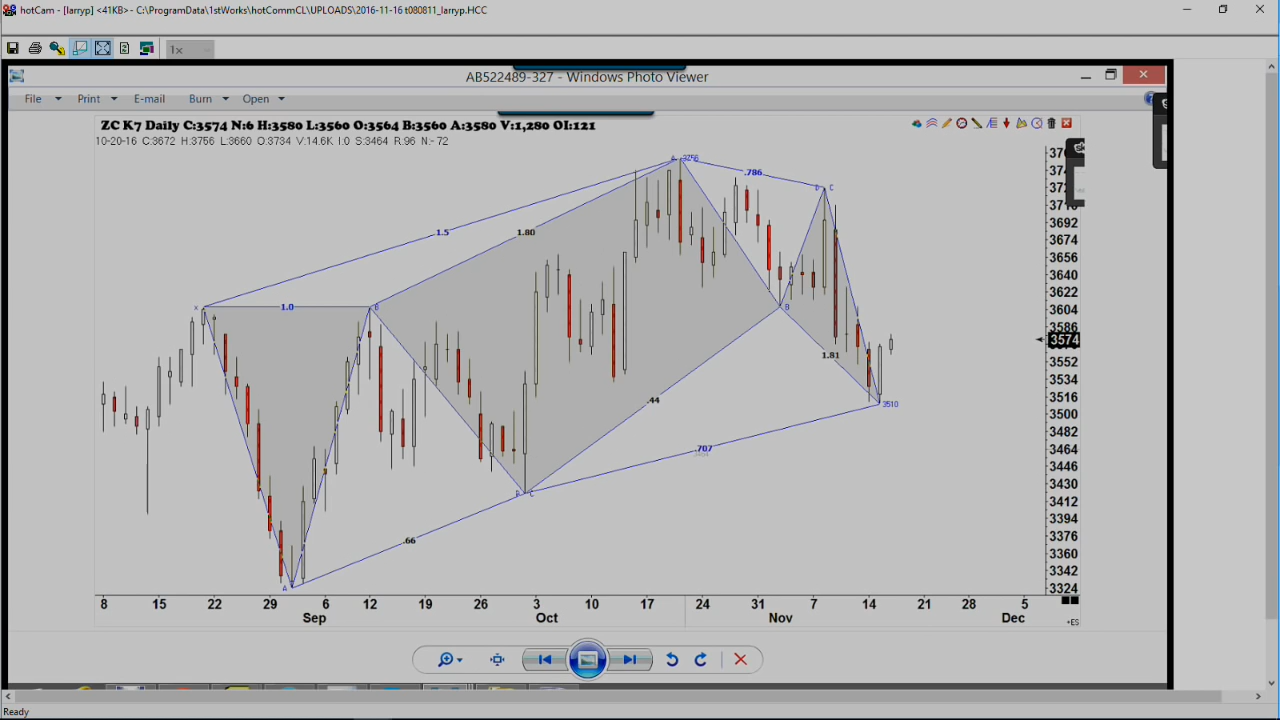 hotCam - [larryp] <41KB> - C:\ProgramData\1stWorks\hotCommCL\UPLOADS\2016-11-16 t080811_larryp.HCC
1x
AB522489-327 - Windows Photo Viewer
File Print E-mail Burn Open
ZC K7 Daily C:3574 N:6 H:3580 L:3560 O:3564 B:3560 A:3580 V:1,280 OI:121
10-20-16 C:3672 H:3756 L:3660 O:3734 V:14.6K I:0 S:3464 R:96 N:-72
A 3756
.786
D C
1.5
1.80
X
1.0
B
B
1.81
3510
.44
.707
D C
.66
A
3692
3674
3656
3640
3622
3604
3586
3574
3552
3534
3516
3500
3482
3464
3446
3430
3412
3394
3376
3360
3342
3324
8 15 22 29 6 12 19 26 3 10 17 24 31 7 14 21 28 5
Sep Oct Nov Dec
+ES
Ready